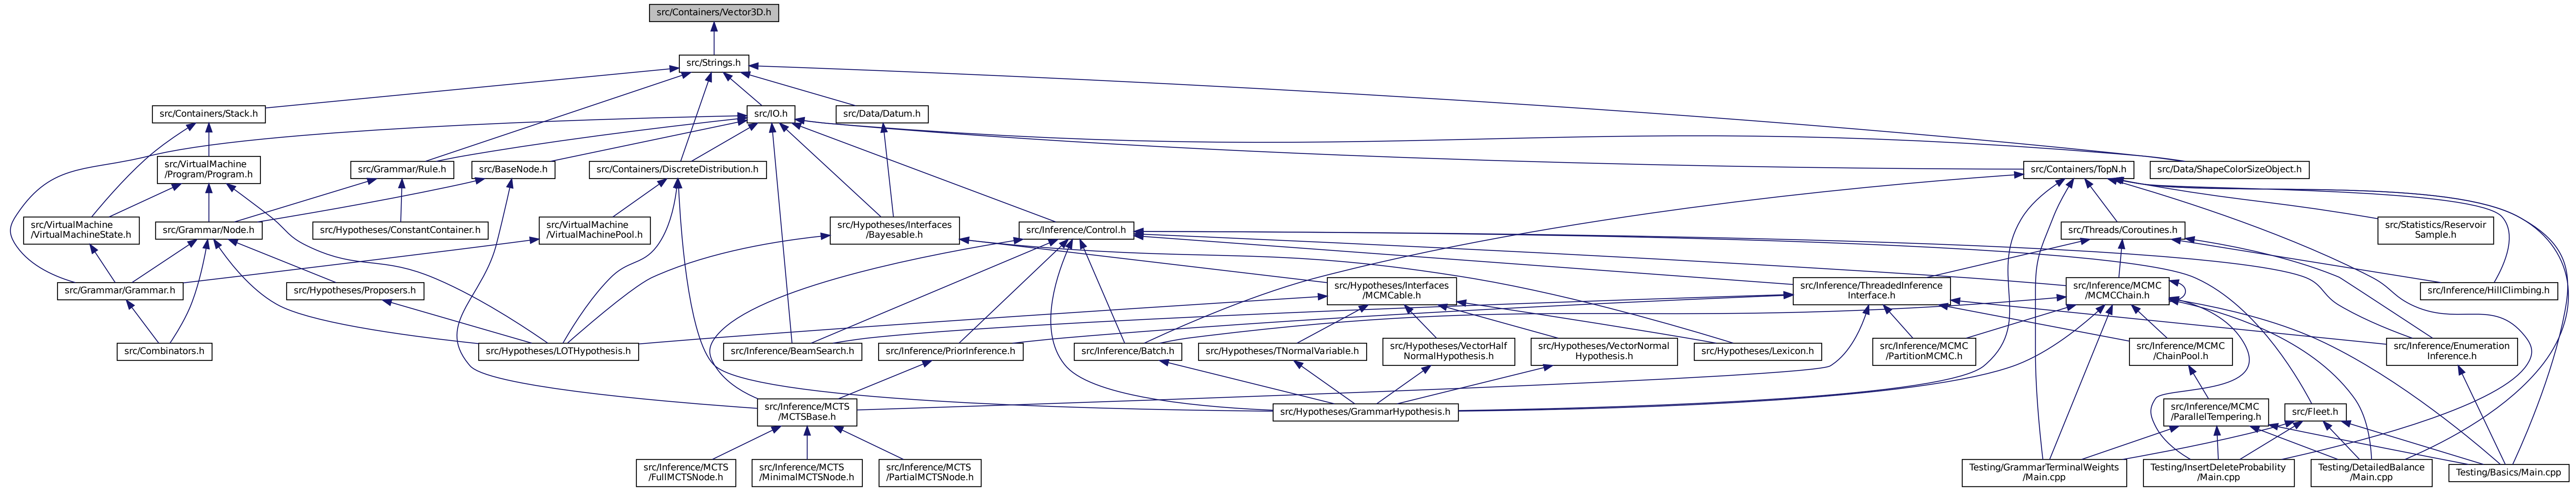 src/Containers/Vector3D.h
src/Strings.h
src/Containers/Stack.h
src/IO.h
src/Data/Datum.h
src/VirtualMachine
/Program/Program.h
src/Grammar/Rule.h
src/BaseNode.h
src/Containers/DiscreteDistribution.h
src/Containers/TopN.h
src/Data/ShapeColorSizeObject.h
src/VirtualMachine
/VirtualMachineState.h
src/Grammar/Node.h
src/Hypotheses/ConstantContainer.h
src/VirtualMachine
/VirtualMachinePool.h
src/Hypotheses/Interfaces
/Bayesable.h
src/Inference/Control.h
src/Threads/Coroutines.h
src/Statistics/Reservoir
Sample.h
src/Grammar/Grammar.h
src/Hypotheses/Proposers.h
src/Hypotheses/Interfaces
/MCMCable.h
src/Inference/ThreadedInference
Interface.h
src/Inference/MCMC
/MCMCChain.h
src/Inference/HillClimbing.h
src/Combinators.h
src/Hypotheses/LOTHypothesis.h
src/Inference/BeamSearch.h
src/Inference/PriorInference.h
src/Inference/Batch.h
src/Hypotheses/TNormalVariable.h
src/Hypotheses/VectorHalf
NormalHypothesis.h
src/Hypotheses/VectorNormal
Hypothesis.h
src/Hypotheses/Lexicon.h
src/Inference/MCMC
/PartitionMCMC.h
src/Inference/MCMC
/ChainPool.h
src/Inference/Enumeration
Inference.h
src/Inference/MCTS
/MCTSBase.h
src/Hypotheses/GrammarHypothesis.h
src/Inference/MCMC
/ParallelTempering.h
src/Fleet.h
src/Inference/MCTS
/FullMCTSNode.h
src/Inference/MCTS
/MinimalMCTSNode.h
src/Inference/MCTS
/PartialMCTSNode.h
Testing/GrammarTerminalWeights
/Main.cpp
Testing/InsertDeleteProbability
/Main.cpp
Testing/DetailedBalance
/Main.cpp
Testing/Basics/Main.cpp